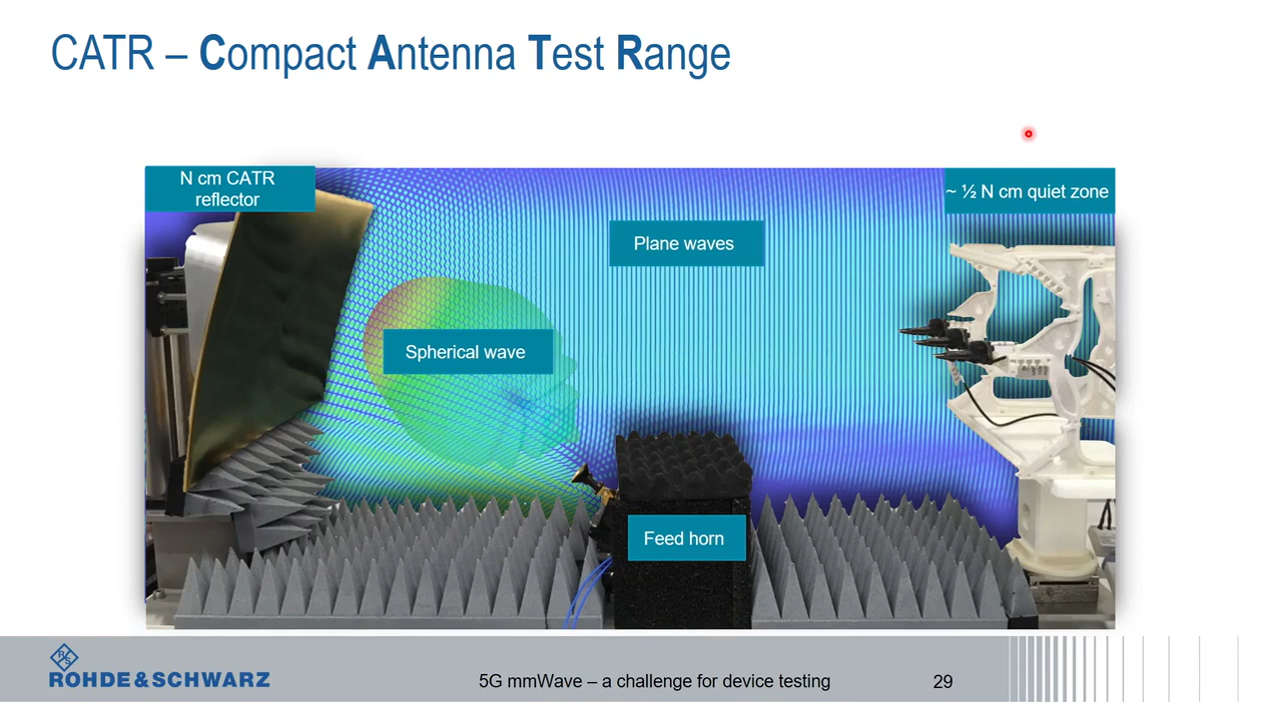 CATR – Compact Antenna Test Range
N cm CATR
reflector
~ ½ N cm quiet zone
Plane waves
Spherical wave
Feed horn
R&S
ROHDE & SCHWARZ
5G mmWave – a challenge for device testing
29